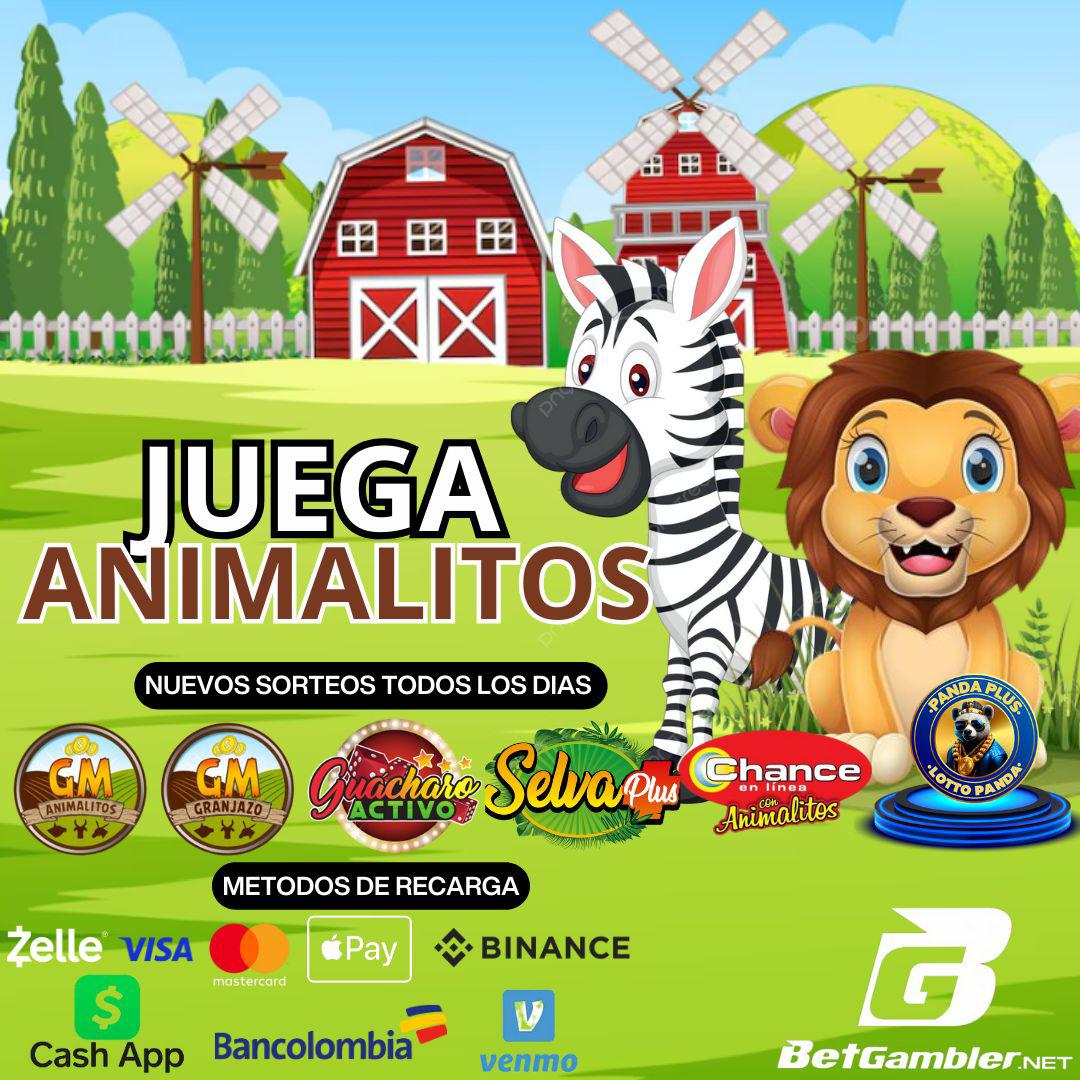 JUEGA
ANIMALITOS
NUEVOS SORTEOS TODOS LOS DIAS
GM
ANIMALITOS
GM
GRANJAZO
Guacharo
ACTIVO
Selva Plus
Chance
en línea
con
Animalitos
PANDA PLUS
LOTTO PANDA
METODOS DE RECARGA
Zelle®
VISA
mastercard
Pay
BINANCE
Cash App
Bancolombia
venmo
BetGambler.NET